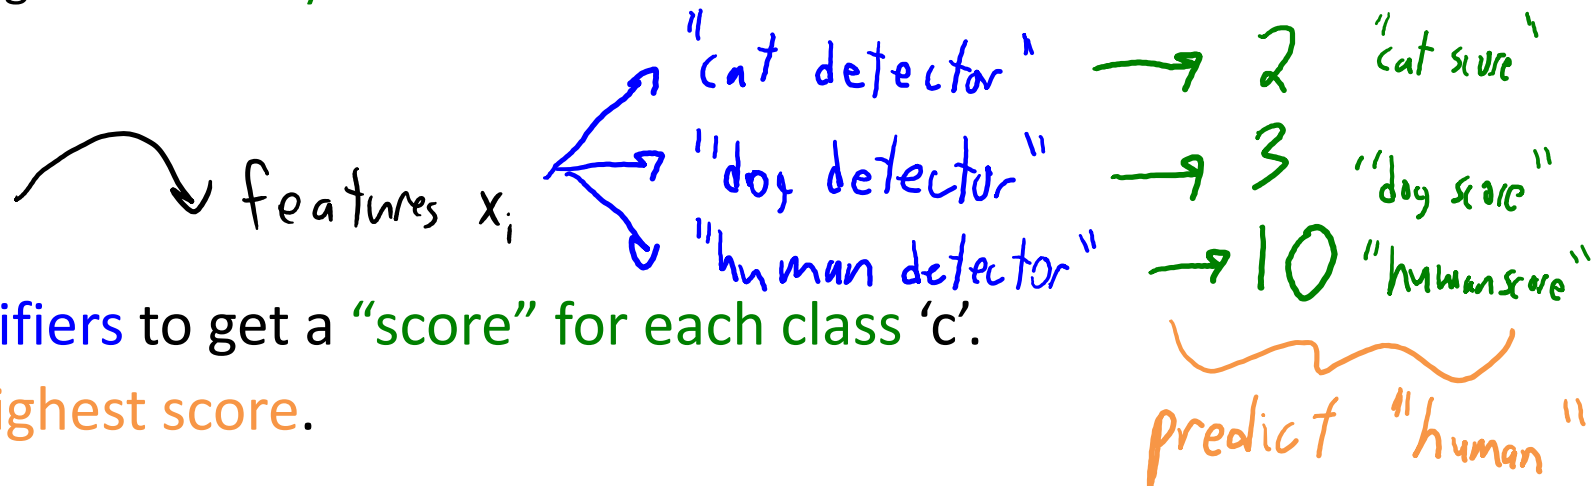 "cat detector" → 2 "cat score"
features xᵢ "dog detector" → 3 "dog score"
"human detector" → 10 "human score"
ifiers to get a “score” for each class ‘c’.
ighest score.
predict "human"